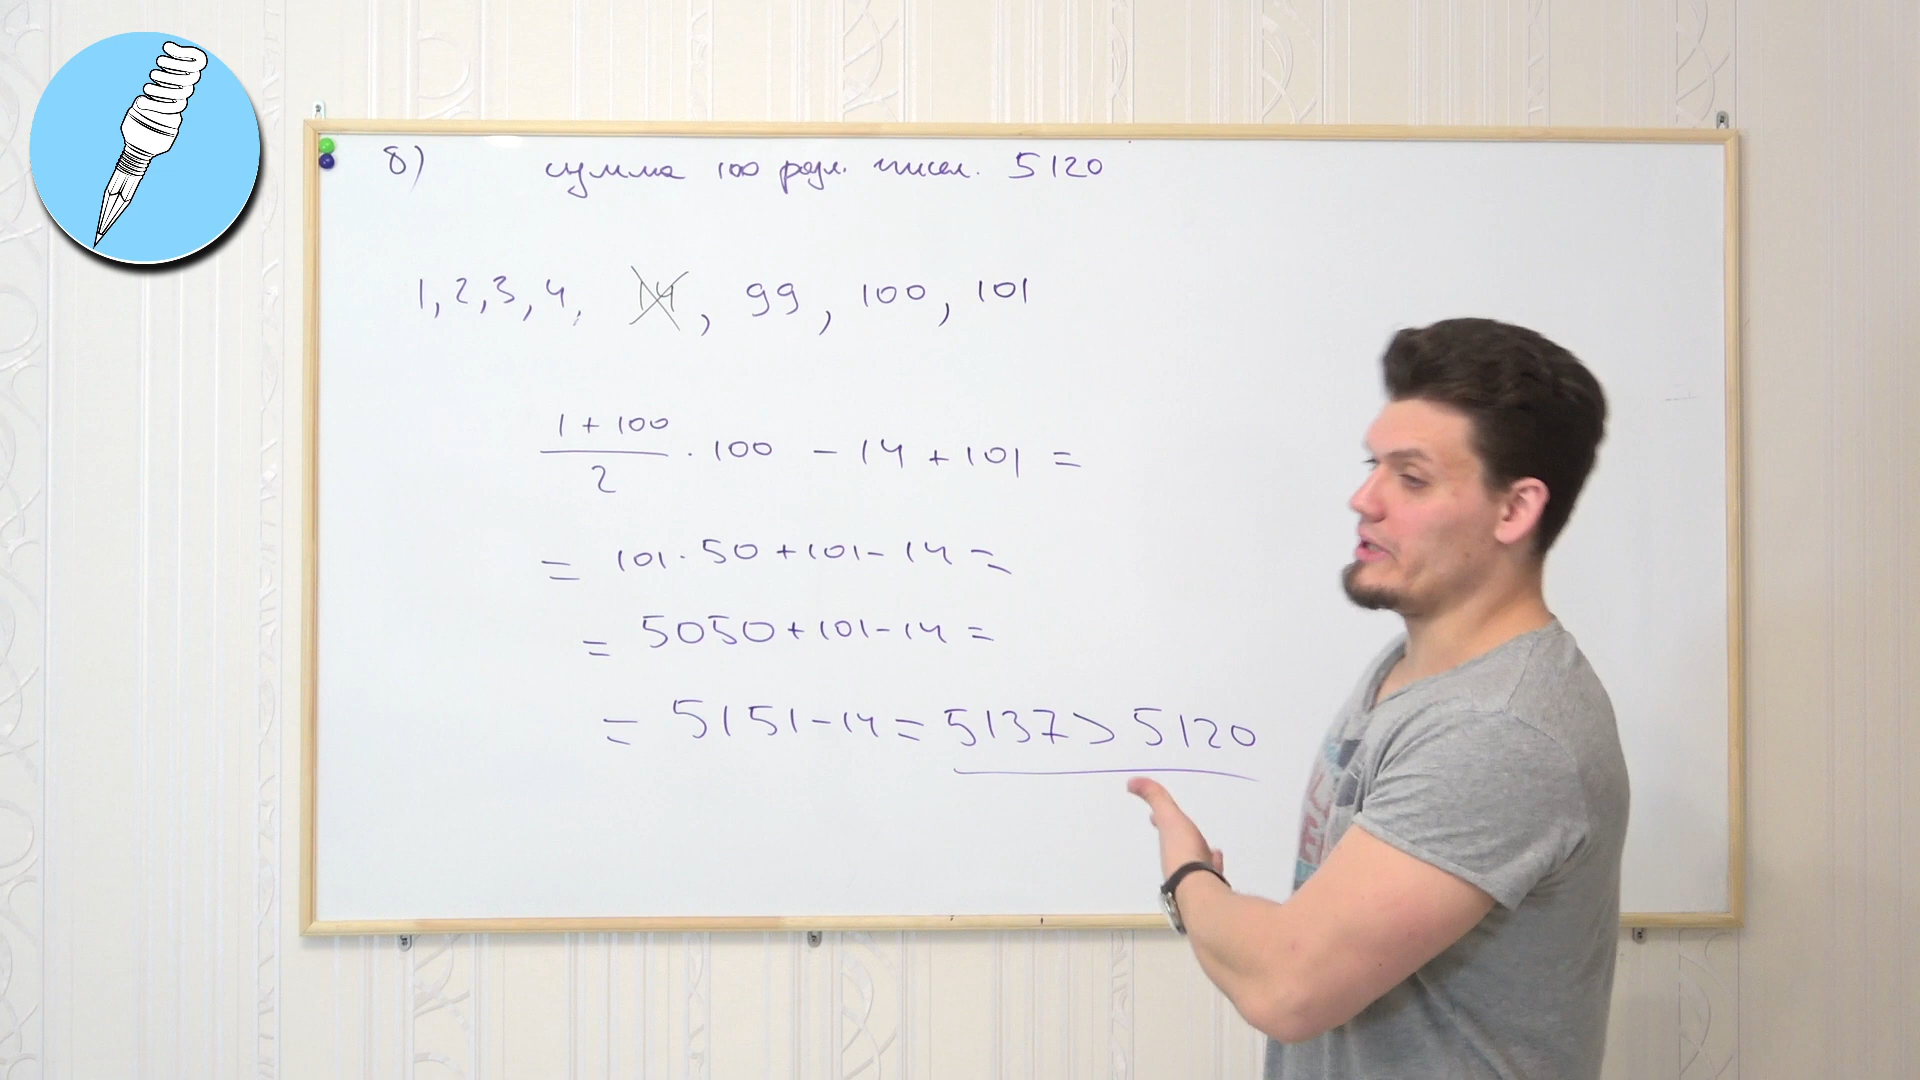 б) сумма 100 разл. чисел. 5120
1, 2, 3, 4, 14, 99, 100, 101
1 + 100
2
· 100 - 14 + 101 =
= 101 · 50 + 101 - 14 =
= 5050 + 101 - 14 =
= 5151 - 14 = 5137 > 5120